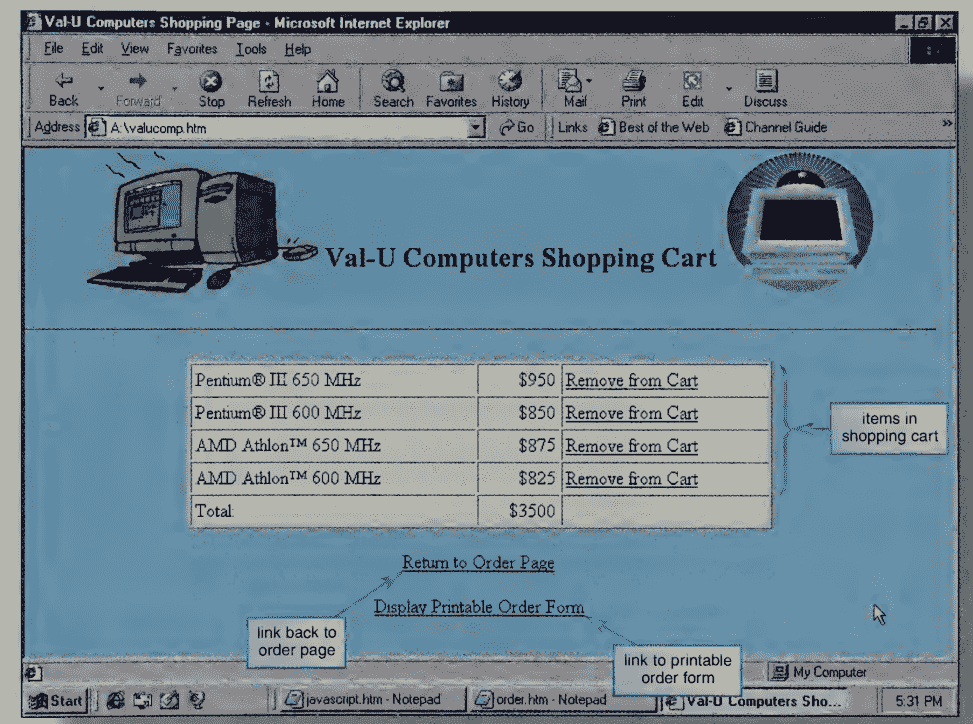 Val-U Computers Shopping Page - Microsoft Internet Explorer
File Edit View Favorites Tools Help
Back Forward Stop Refresh Home Search Favorites History Mail Print Edit Discuss
Address A:\valucomp.htm Go Links Best of the Web Channel Guide »
Val-U Computers Shopping Cart
Pentium® III 650 MHz $950 Remove from Cart
Pentium® III 600 MHz $850 Remove from Cart
AMD Athlon™ 650 MHz $875 Remove from Cart
AMD Athlon™ 600 MHz $825 Remove from Cart
Total: $3500
items in
shopping cart
Return to Order Page
Display Printable Order Form
link back to
order page
link to printable
order form
My Computer
Start javascript.htm - Notepad order.htm - Notepad Val-U Computers Sho... 5:31 PM